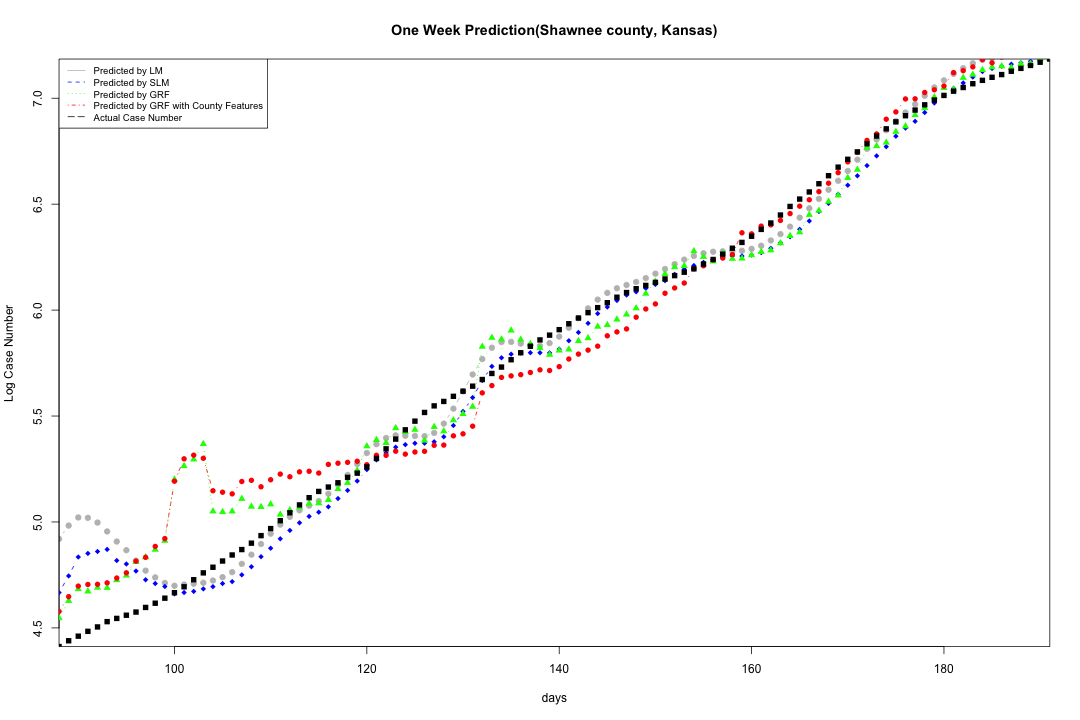 One Week Prediction(Shawnee county, Kansas)
Predicted by LM
Predicted by SLM
Predicted by GRF
Predicted by GRF with County Features
Actual Case Number
Log Case Number
7.0
6.5
6.0
5.5
5.0
4.5
100 120 140 160 180
days